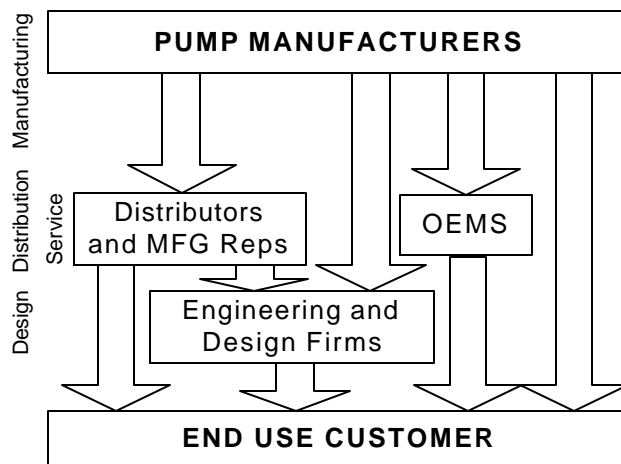 PUMP MANUFACTURERS
Manufacturing
Distribution
Service
Design
Distributors
and MFG Reps
OEMS
Engineering and
Design Firms
END USE CUSTOMER